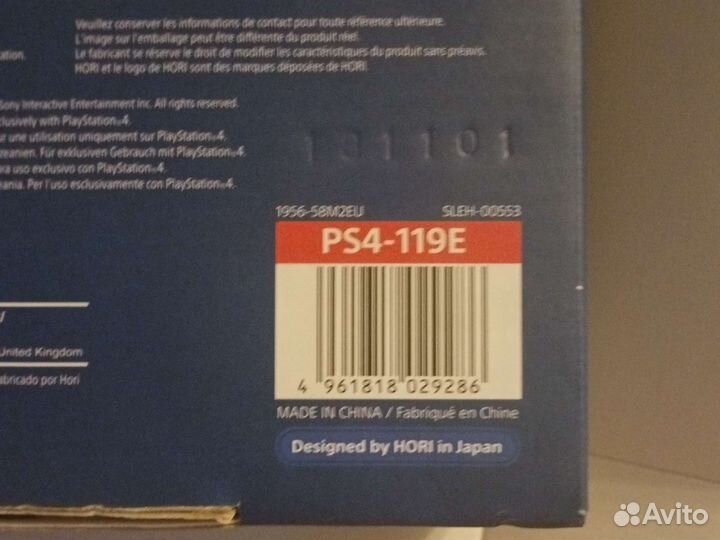 Veuillez conserver les informations de contact pour toute référence ultérieure.
L'image sur l'emballage peut être différente du produit réel.
Le fabricant se réserve le droit de modifier les caractéristiques du produit sans préavis.
HORI et le logo de HORI sont des marques déposées de HORI.
Station.
Sony Interactive Entertainment Inc. All rights reserved.
clusively with PlayStation®4.
ur une utilisation uniquement sur PlayStation®4.
zeanien. Für exklusiven Gebrauch mit PlayStation®4.
ra uso exclusivo con PlayStation®4.
eania. Per l'uso esclusivamente con PlayStation®4.
101101
1956-58M2EU SLEH-00553
PS4-119E
4 961818 029286
MADE IN CHINA / Fabriqué en Chine
Designed by HORI in Japan
United Kingdom
abricado por Hori
Avito